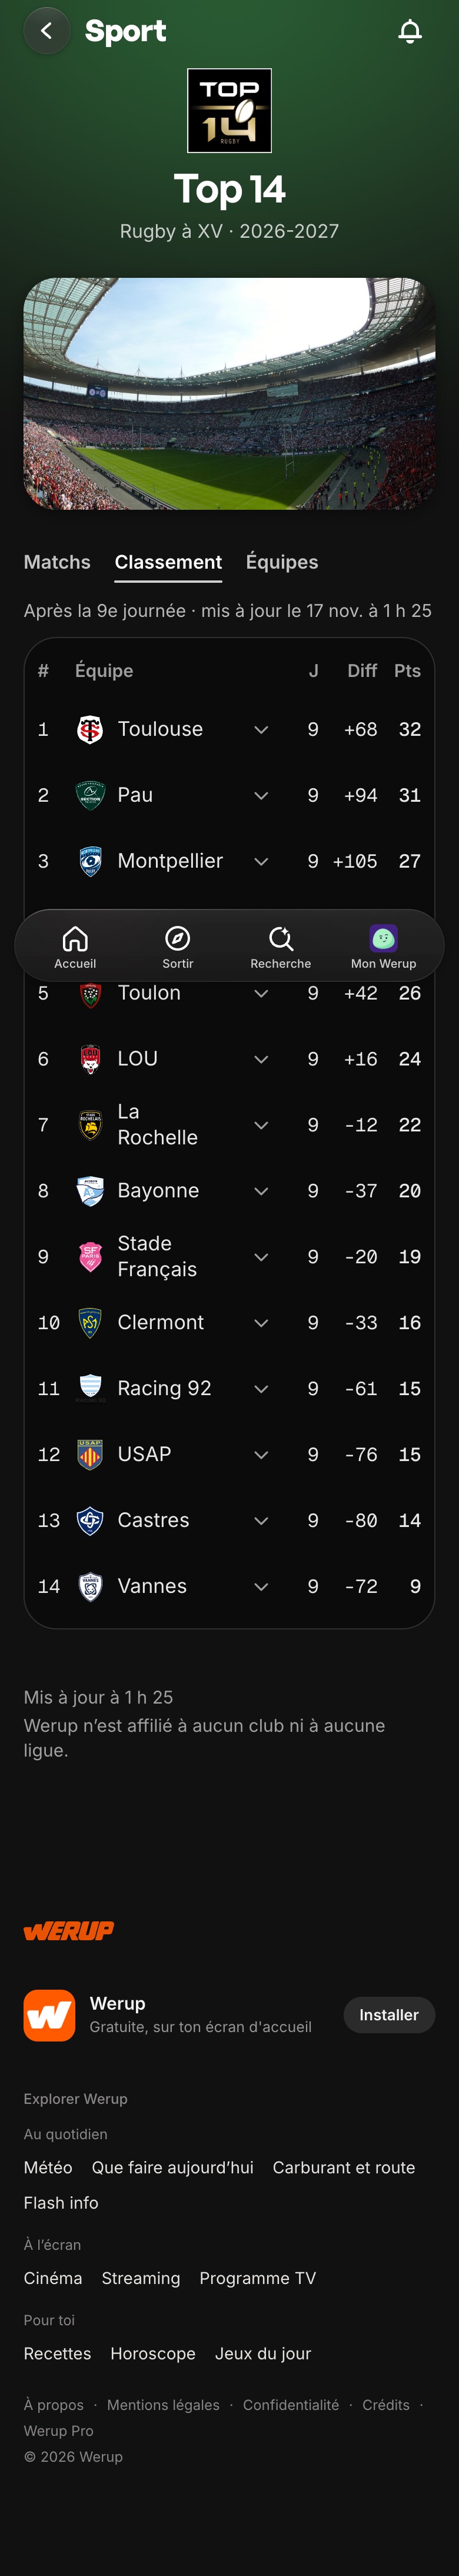 Sport
TOP
14
RUGBY
Top 14
Rugby à XV · 2026-2027
Matchs Classement Équipes
Après la 9e journée · mis à jour le 17 nov. à 1 h 25
# Équipe J Diff Pts
1 Toulouse 9 +68 32
2 Pau 9 +94 31
3 Montpellier 9 +105 27
Accueil Sortir Recherche Mon Werup
5 Toulon 9 +42 26
6 LOU 9 +16 24
7 La Rochelle 9 -12 22
8 Bayonne 9 -37 20
9 Stade Français 9 -20 19
10 Clermont 9 -33 16
11 Racing 92 9 -61 15
12 USAP 9 -76 15
13 Castres 9 -80 14
14 Vannes 9 -72 9
Mis à jour à 1 h 25
Werup n’est affilié à aucun club ni à aucune
ligue.
WERUP
Werup
Gratuite, sur ton écran d'accueil
Installer
Explorer Werup
Au quotidien
Météo Que faire aujourd’hui Carburant et route
Flash info
À l’écran
Cinéma Streaming Programme TV
Pour toi
Recettes Horoscope Jeux du jour
À propos · Mentions légales · Confidentialité · Crédits ·
Werup Pro
© 2026 Werup